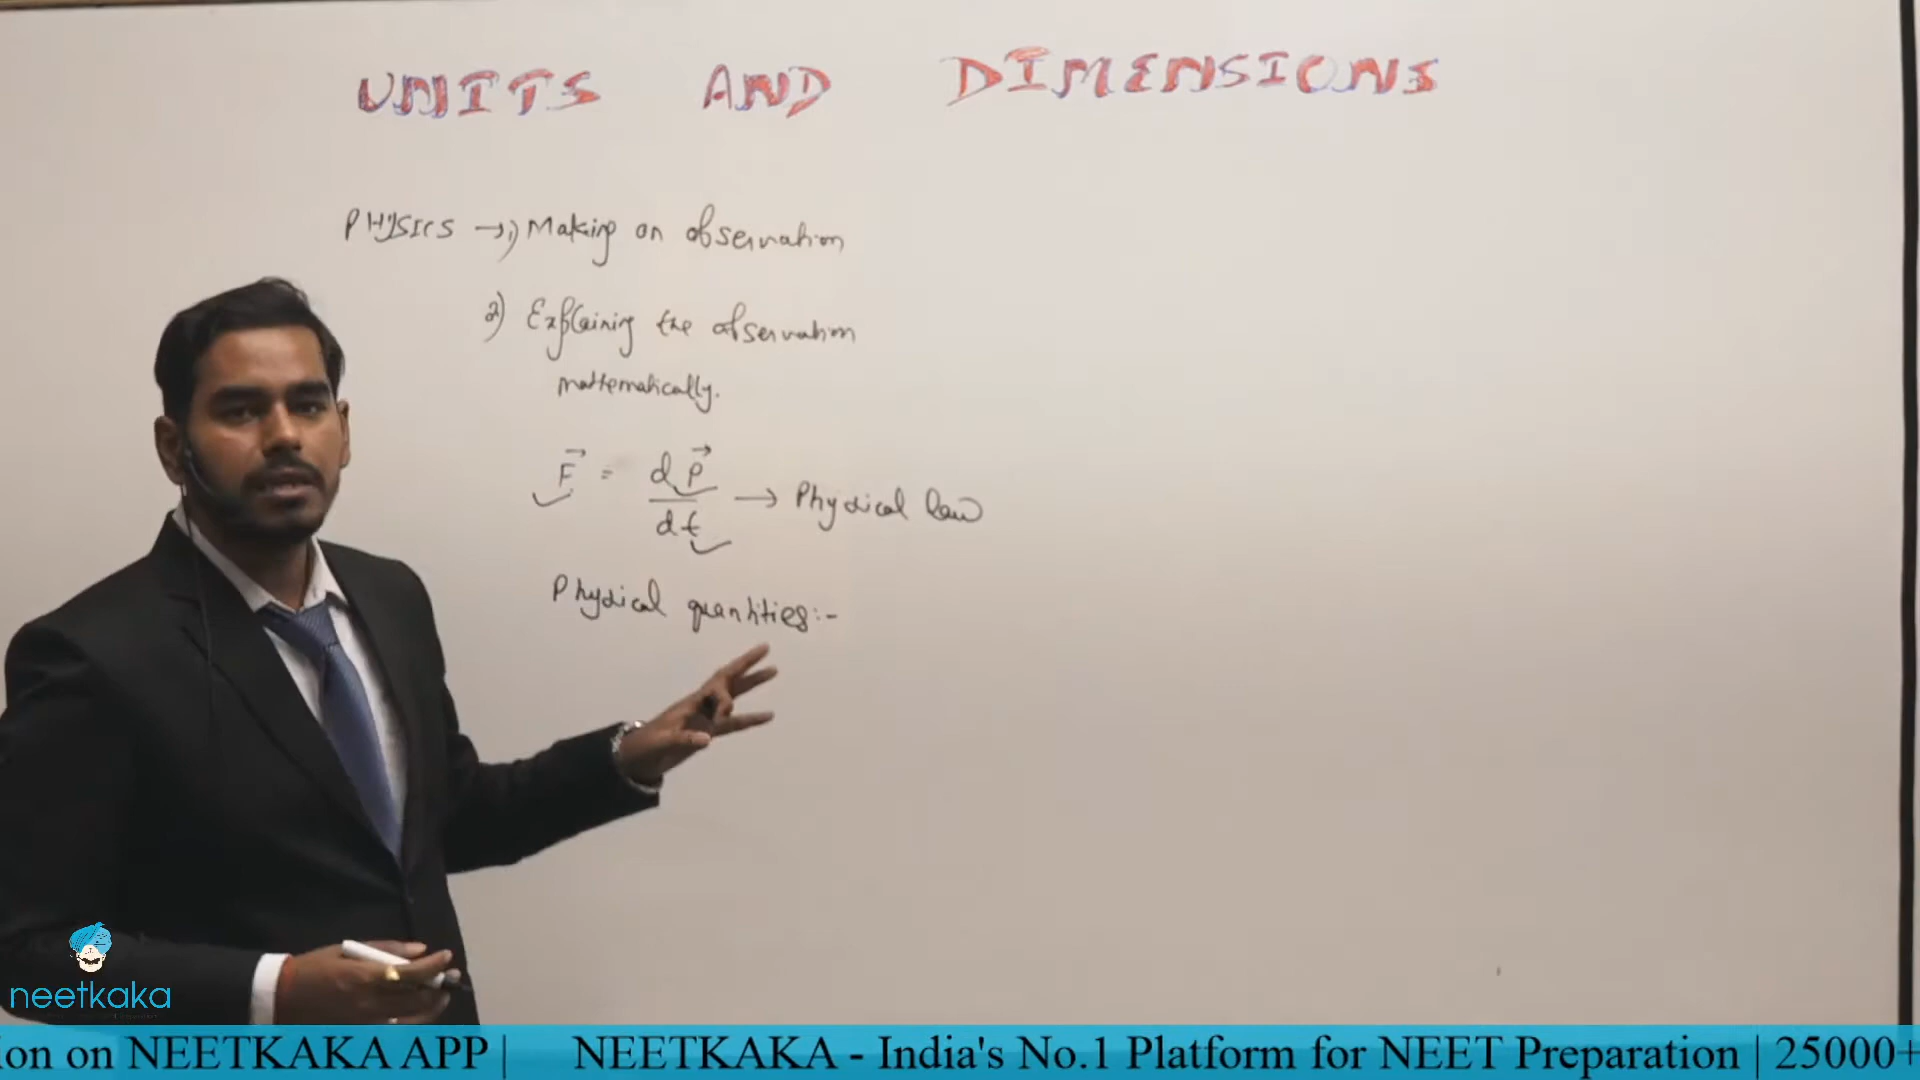 UNITS AND DIMENSIONS
PHYSICS → 1) Making an observation
2) Explaining the observation
mathematically.
F⃗ = dP⃗/dt → Physical law
Physical quantities:-
neetkaka
ion on NEETKAKA APP | NEETKAKA - India's No.1 Platform for NEET Preparation | 25000+